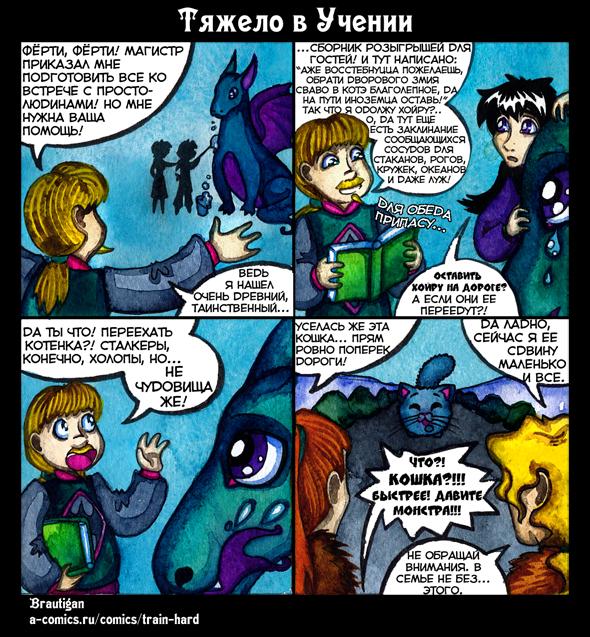 Тяжело в Учении
ФЁРТИ, ФЁРТИ! МАГИСТР
ПРИКАЗАЛ МНЕ
ПОДГОТОВИТЬ ВСЕ КО
ВСТРЕЧЕ С ПРОСТО-
ЛЮДИНАМИ! НО МНЕ
НУЖНА ВАША
ПОМОЩЬ!
ВЕДЬ
Я НАШЕЛ
ОЧЕНЬ ДРЕВНИЙ,
ТАИНСТВЕННЫЙ...
...СБОРНИК РОЗЫГРЫШЕЙ ДЛЯ
ГОСТЕЙ! И ТУТ НАПИСАНО:
"АЖЕ ВОССТЕБНУЦЦА ПОЖЕЛАЕШЬ,
ОБРАТИ ДВОРОВОГО ЗМИЯ
СВАВО В КОТЭ БЛАГОЛЕПНОЕ, DА
НА ПУТИ ИНОЗЕМЦА ОСТАВЬ!"
ТАК ЧТО Я ОДОЛЖУ ХОЙРУ?..
О, ДА ТУТ ЕЩЕ
ЕСТЬ ЗАКЛИНАНИЕ
СООБЩАЮЩИХСЯ
СОСУДОВ ДЛЯ
СТАКАНОВ, РОГОВ,
КРУЖЕК, ОКЕАНОВ
И ДАЖЕ ЛУЖ!
ДЛЯ ОБЕДА
ПРИПАСУ...
ОСТАВИТЬ
ХОЙРУ НА ДОРОГЕ?
А ЕСЛИ ОНИ ЕЕ
ПЕРЕЕДУТ?!
ДА ТЫ ЧТО! ПЕРЕЕХАТЬ
КОТЕНКА?! СТАЛКЕРЫ,
КОНЕЧНО, ХОЛОПЫ, НО...
НЕ
ЧУДОВИЩА
ЖЕ!
УСЕЛАСЬ ЖЕ ЭТА
КОШКА... ПРЯМ
РОВНО ПОПЕРЕК
ДОРОГИ!
ДА ЛАДНО,
СЕЙЧАС Я ЕЕ
СДВИНУ
МАЛЕНЬКО
И ВСЕ.
ЧТО?!
КОШКА?!!!
БЫСТРЕЕ! ДАВИТЕ
МОНСТРА!!!
НЕ ОБРАЩАЙ
ВНИМАНИЯ. В
СЕМЬЕ НЕ БЕЗ...
ЭТОГО.
Brautigan
a-comics.ru/comics/train-hard